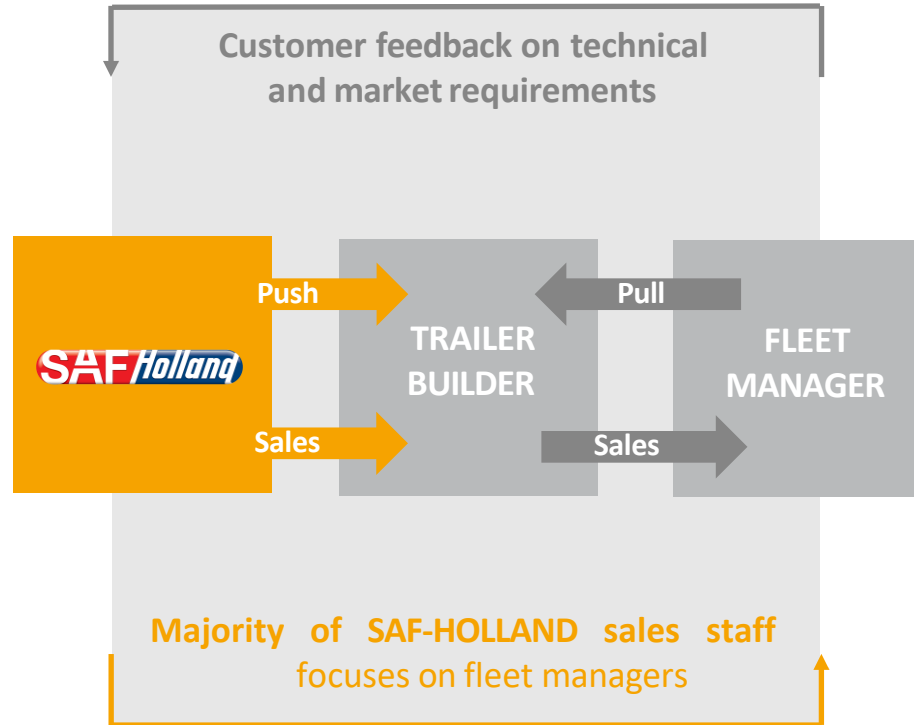 Customer feedback on technical
and market requirements
Push
Pull
TRAILER
BUILDER
FLEET
MANAGER
SAF Holland
Sales
Sales
Majority of SAF-HOLLAND sales staff
focuses on fleet managers